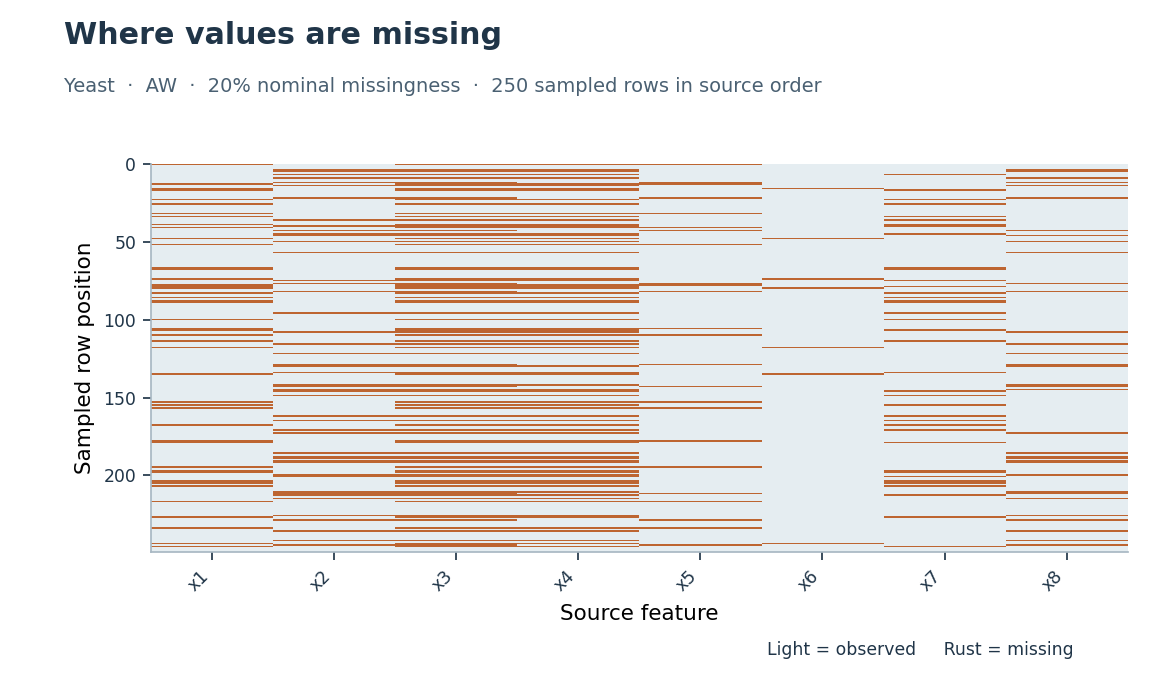 Where values are missing
Yeast · AW · 20% nominal missingness · 250 sampled rows in source order
0
50
100
150
200
Sampled row position
x1 x2 x3 x4 x5 x6 x7 x8
Source feature
Light = observed Rust = missing